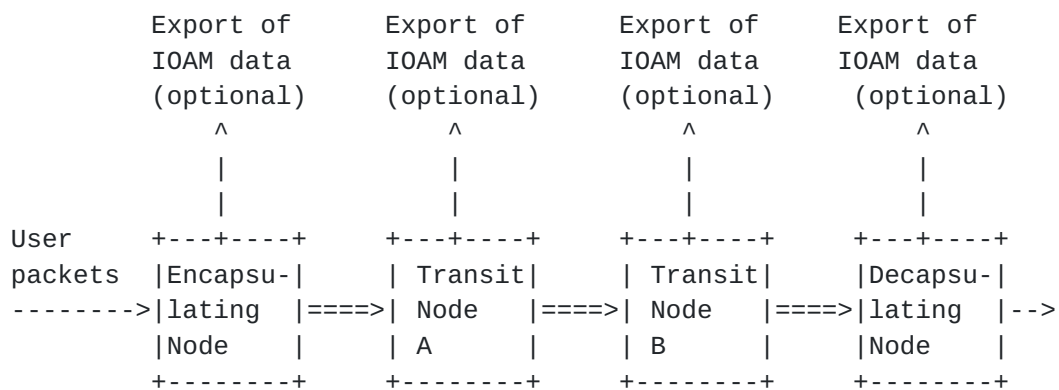 Export of Export of Export of Export of
IOAM data IOAM data IOAM data IOAM data
(optional) (optional) (optional) (optional)
^ ^ ^ ^
| | | |
| | | |
User +---+----+ +---+----+ +---+----+ +---+----+
packets |Encapsu-| | Transit| | Transit| |Decapsu-|
-------->|lating |====>| Node |====>| Node |====>|lating |-->
|Node | | A | | B | |Node |
+--------+ +--------+ +--------+ +--------+